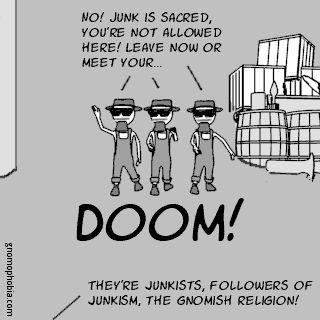 NO! JUNK IS SACRED,
YOU'RE NOT ALLOWED
HERE! LEAVE NOW OR
MEET YOUR...
DOOM!
THEY'RE JUNKISTS, FOLLOWERS OF
JUNKISM, THE GNOMISH RELIGION!
gnomophobia.com